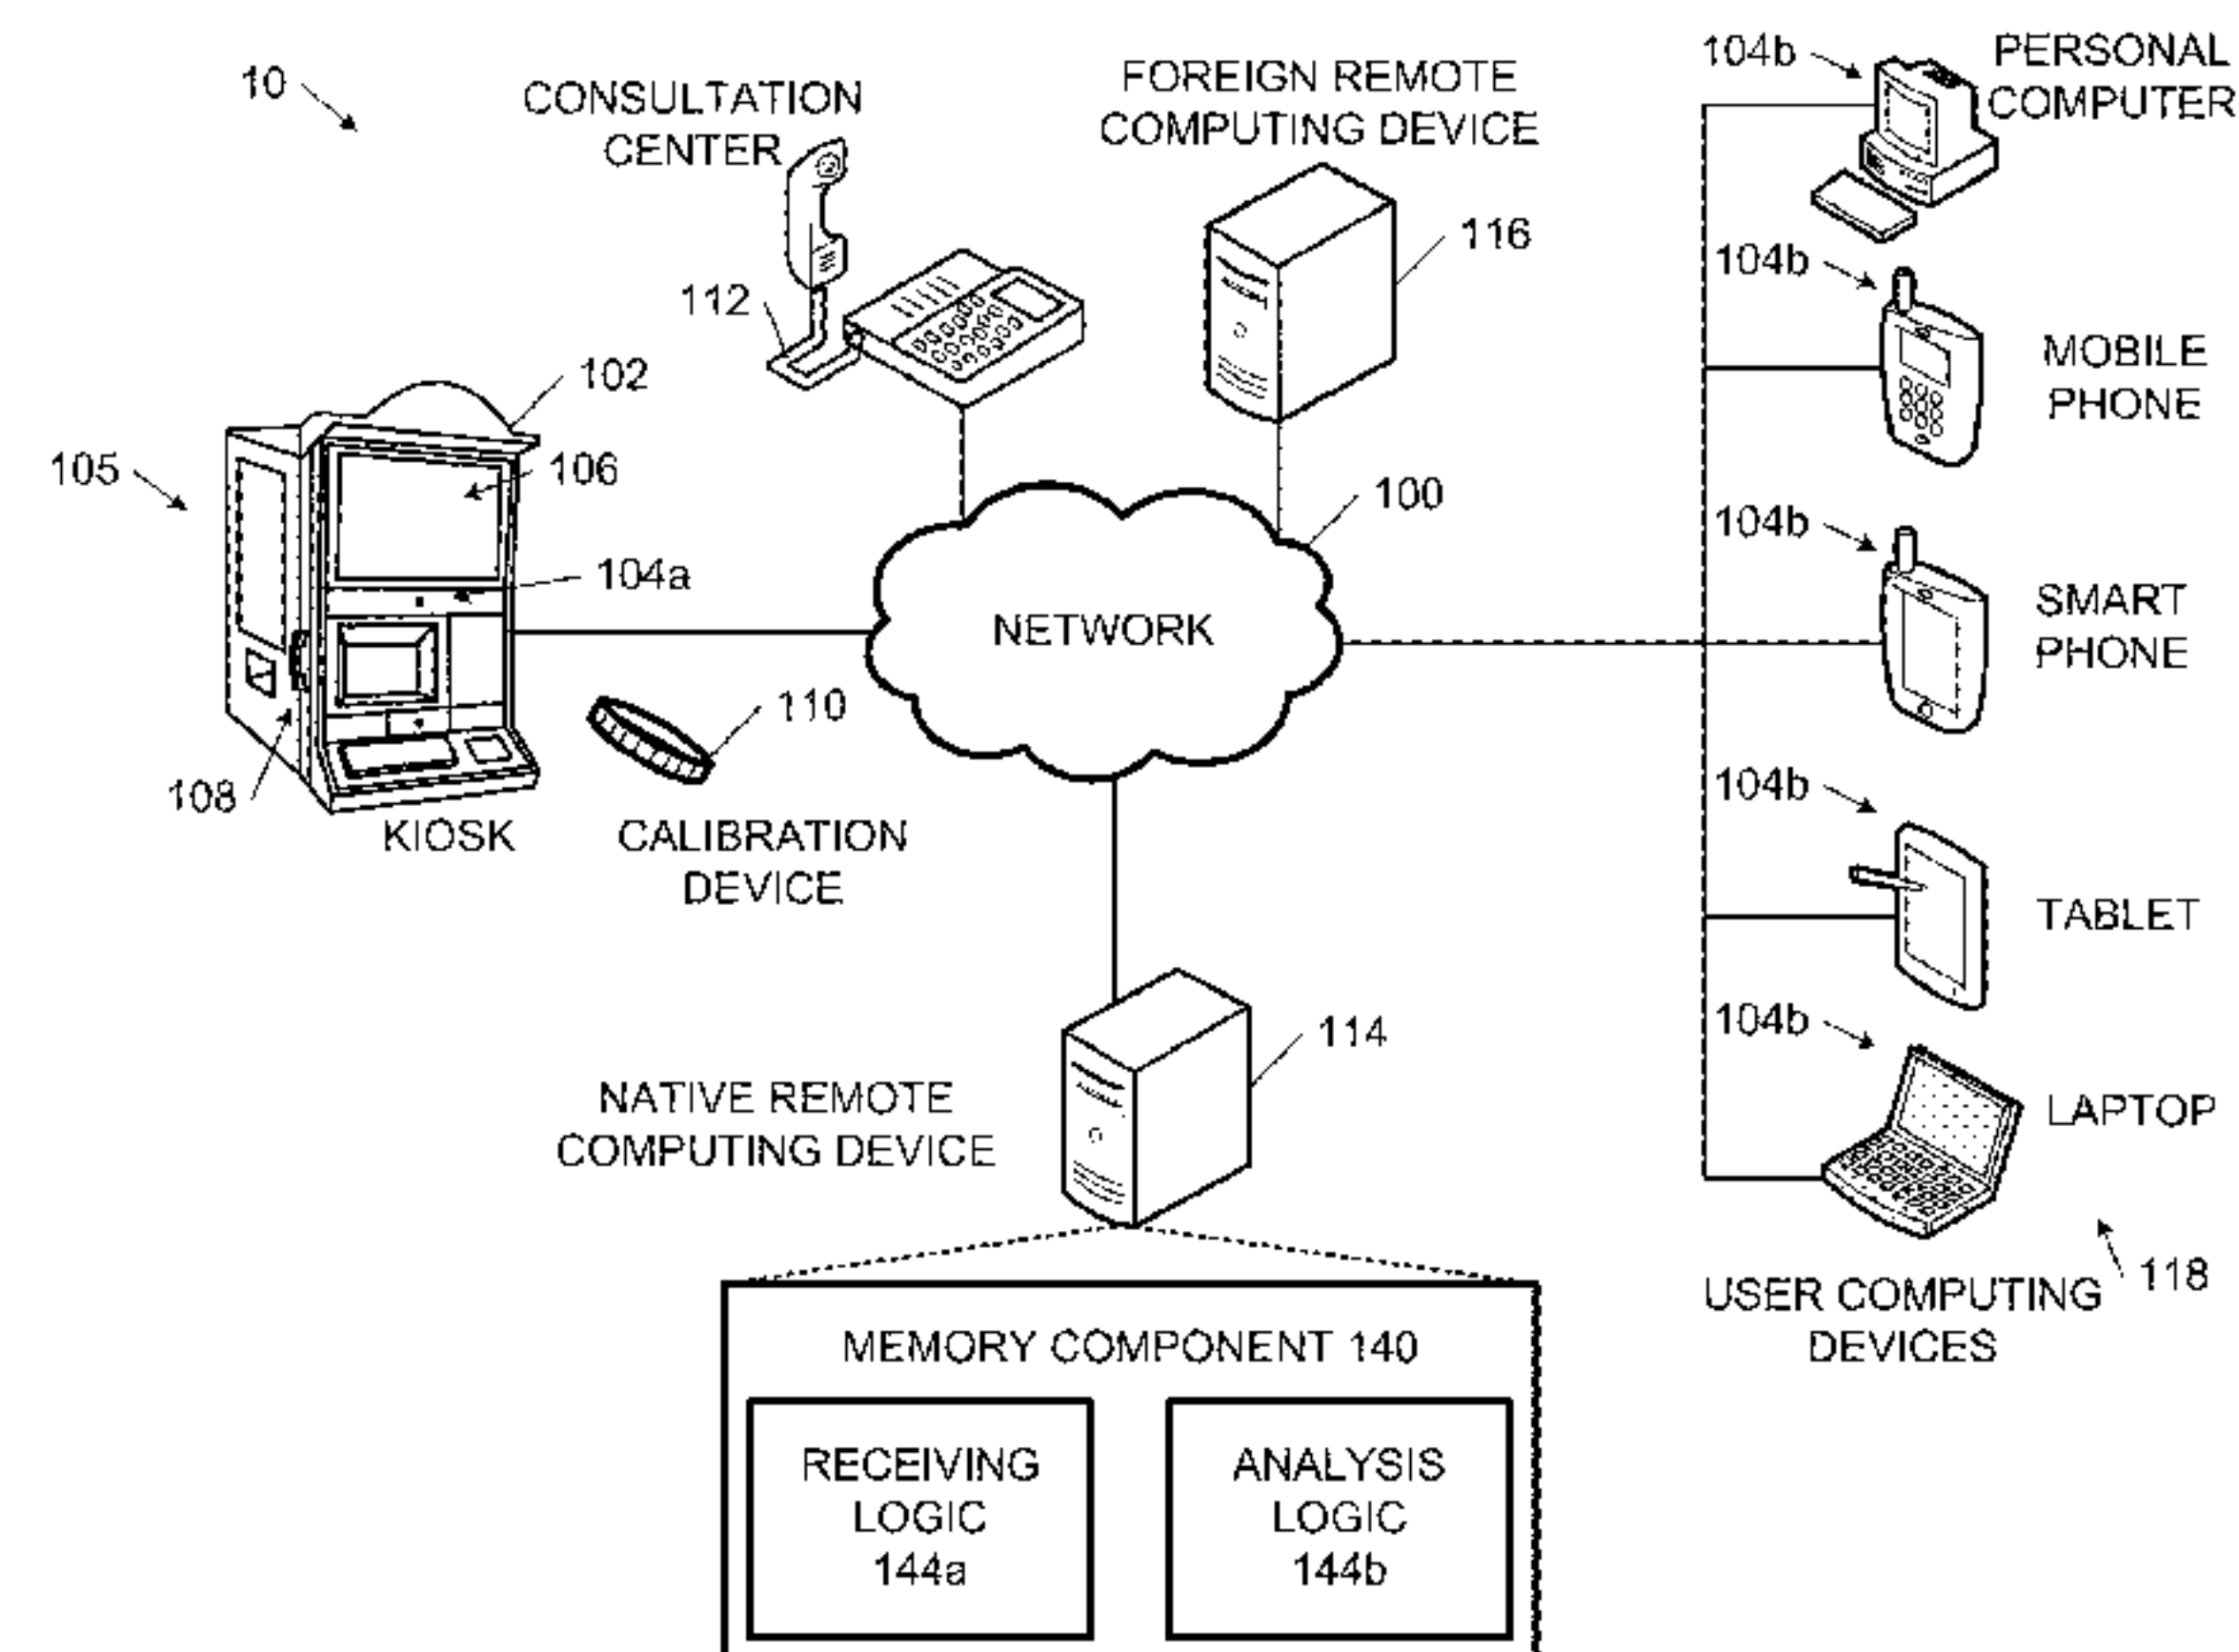 10
CONSULTATION
CENTER
112
FOREIGN REMOTE
COMPUTING DEVICE
116
104b
PERSONAL
COMPUTER
104b
MOBILE
PHONE
104b
SMART
PHONE
104b
TABLET
104b
LAPTOP
118
USER COMPUTING
DEVICES
102
105
106
104a
108
KIOSK
110
CALIBRATION
DEVICE
100
NETWORK
114
NATIVE REMOTE
COMPUTING DEVICE
MEMORY COMPONENT 140
RECEIVING
LOGIC
144a
ANALYSIS
LOGIC
144b